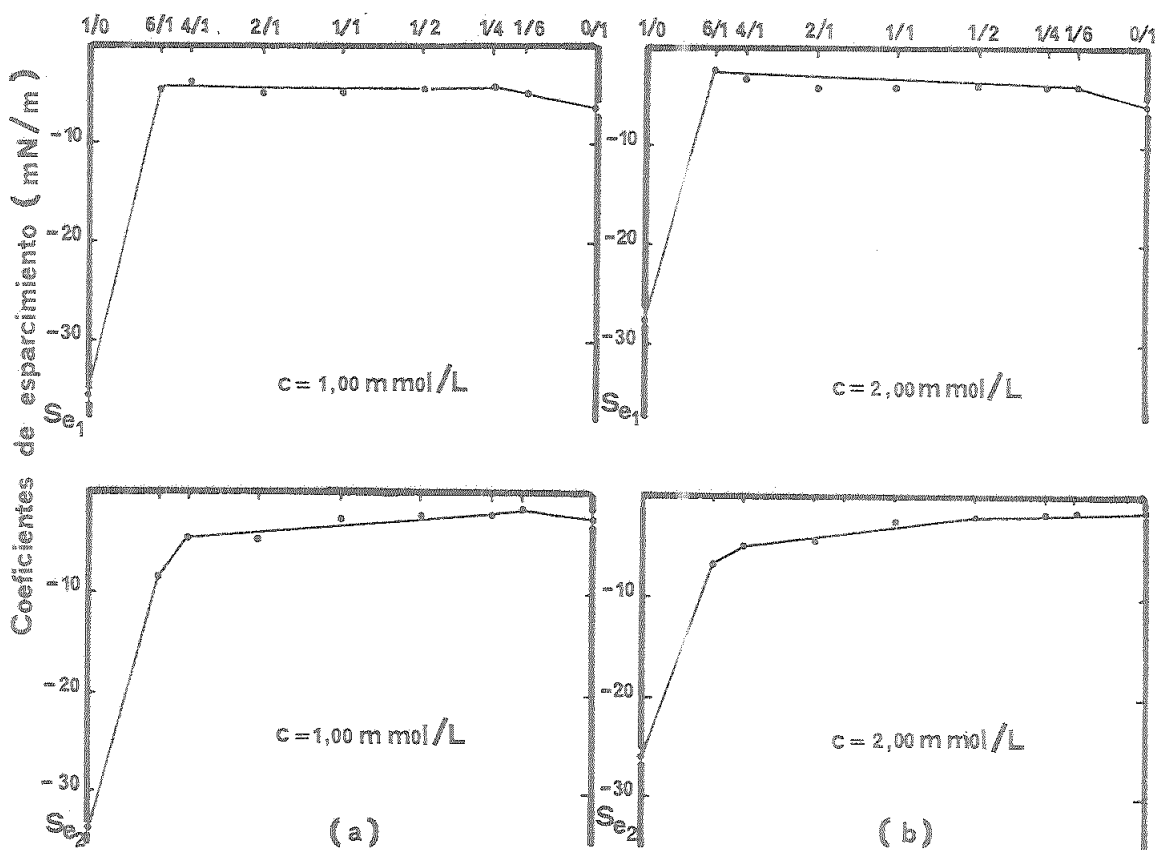 1/0 6/1 4/1 2/1 1/1 1/2 1/4 1/6 0/1
1/0 6/1 4/1 2/1 1/1 1/2 1/4 1/6 0/1
Coeficientes de esparcimiento (mN/m)
-10
-20
-30
Se1
c = 1,00 m mol/L
-10
-20
-30
Se1
c = 2,00 m mol/L
-10
-20
-30
Se2
c = 1,00 m mol/L
(a)
-10
-20
-30
Se2
c = 2,00 m mol/L
(b)